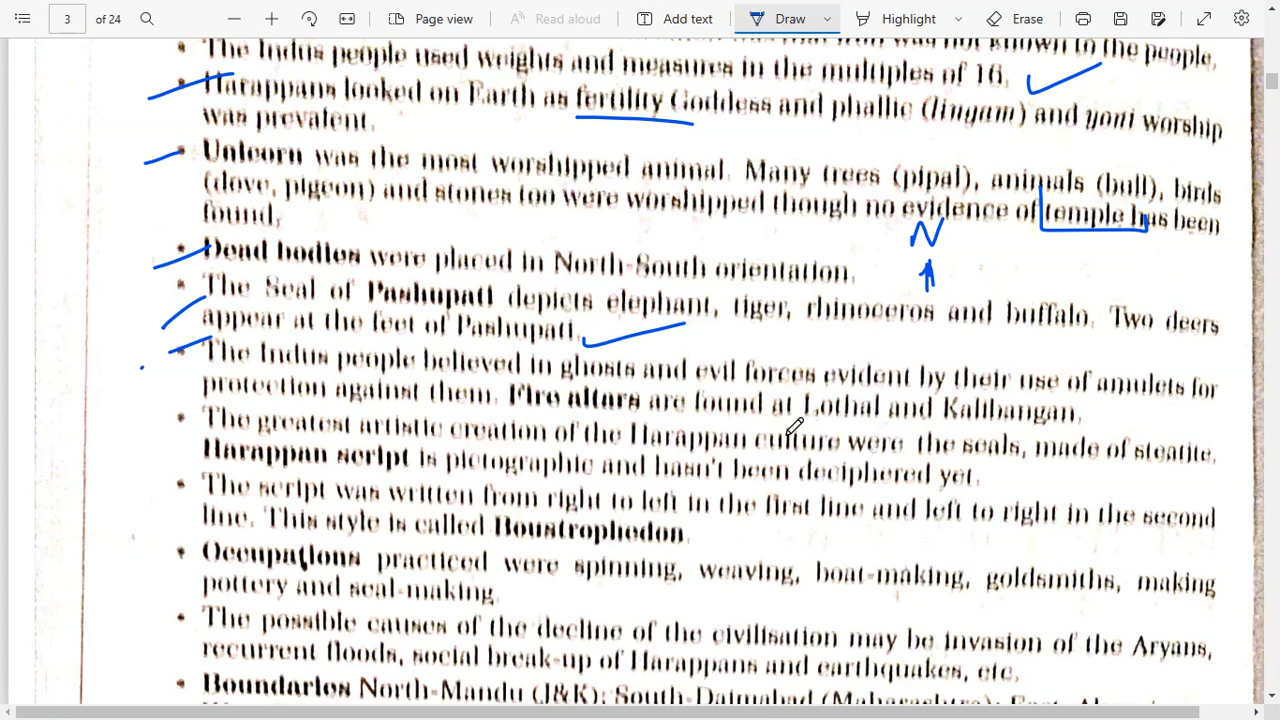 3 of 24 Page view Read aloud Add text Draw Highlight Erase
was not known to the people,
The Indus people used weights and measures in the multiples of 16.
Harappans looked on Earth as fertility Goddess and phallic (lingam) and yoni worship
was prevalent.
Unicorn was the most worshipped animal. Many trees (pipal), animals (bull), birds
(dove, pigeon) and stones too were worshipped though no evidence of temple has been
found.
N
Dead bodies were placed in North-South orientation.
The Seal of Pashupati depicts elephant, tiger, rhinoceros and buffalo. Two deers
appear at the feet of Pashupati.
The Indus people believed in ghosts and evil forces evident by their use of amulets for
protection against them. Fire altars are found at Lothal and Kalibangan.
The greatest artistic creation of the Harappan culture were the seals, made of steatite.
Harappan script is pictographic and hasn't been deciphered yet.
The script was written from right to left in the first line and left to right in the second
line. This style is called Boustrophedon.
Occupations practiced were spinning, weaving, boat-making, goldsmiths, making
pottery and seal-making.
The possible causes of the decline of the civilisation may be invasion of the Aryans,
recurrent floods, social break-up of Harappans and earthquakes, etc.
Boundaries North-Mandu (J&K); South-Daimabad (Maharashtra); East-